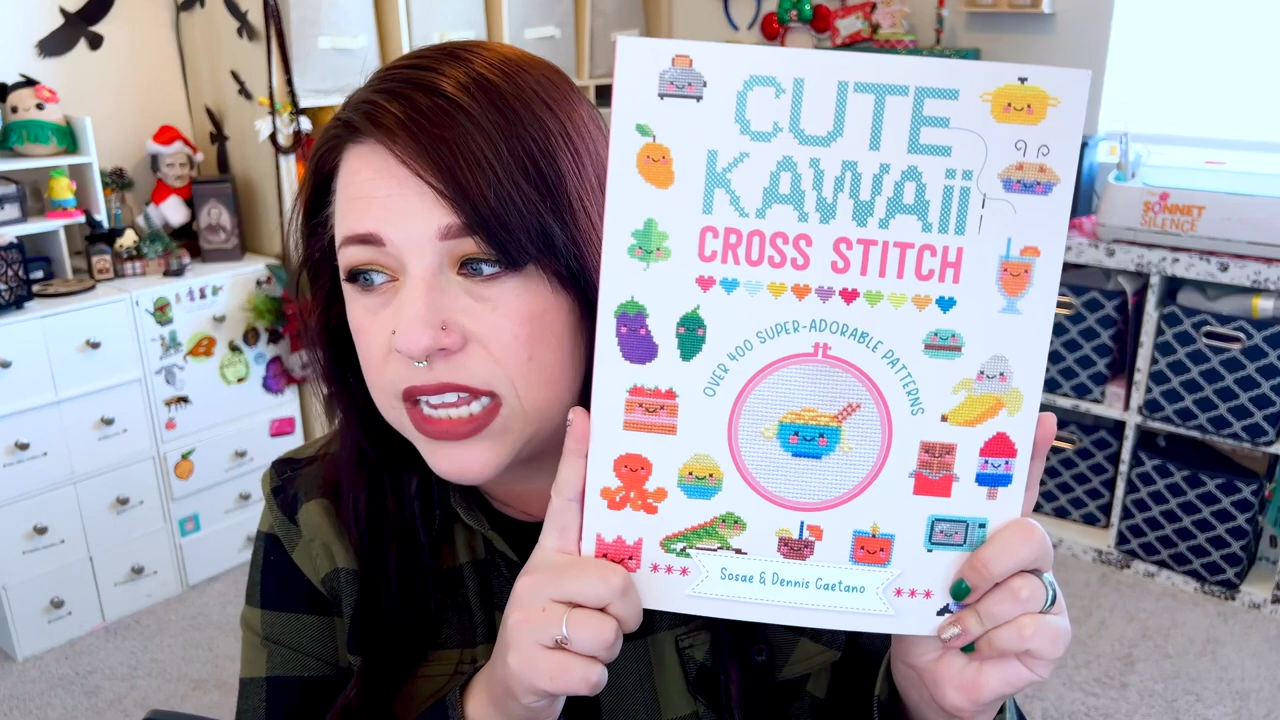 CUTE
KAWAii
CROSS STITCH
OVER 400 SUPER-ADORABLE PATTERNS
Sosae & Dennis Caetano
SONNET
SILENCE